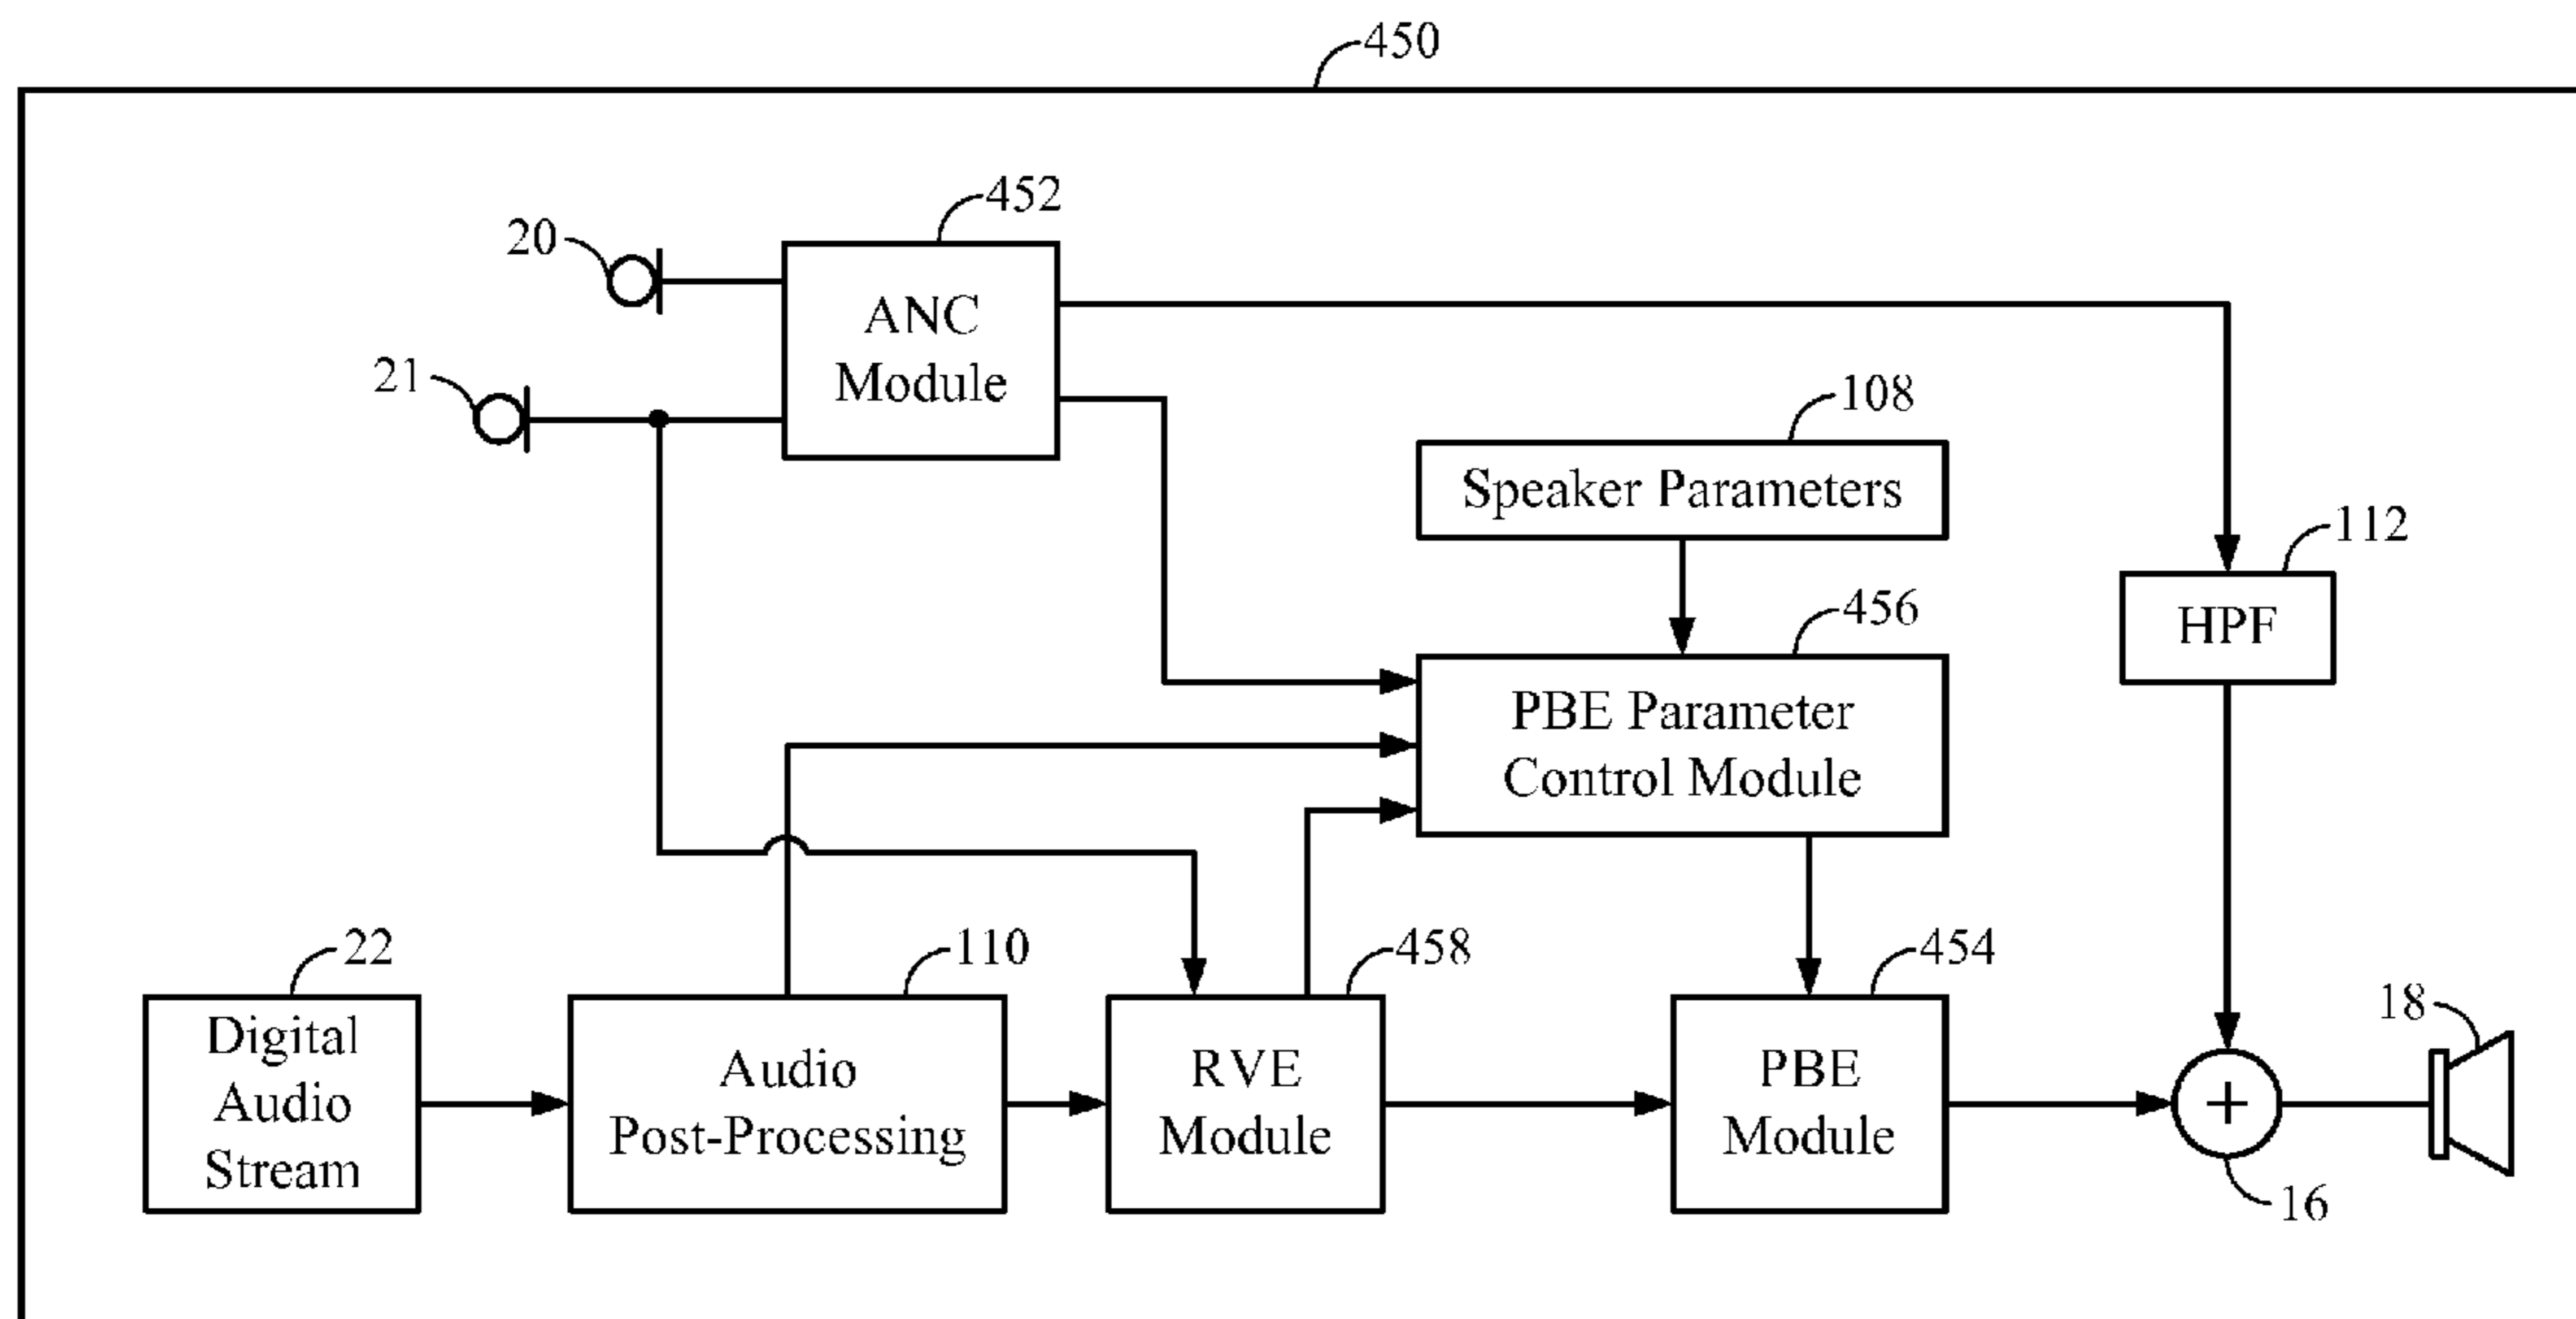 450
452
20
ANC
Module
21
108
Speaker Parameters
112
HPF
456
PBE Parameter
Control Module
22
Digital
Audio
Stream
110
Audio
Post-Processing
458
RVE
Module
454
PBE
Module
18
+
16